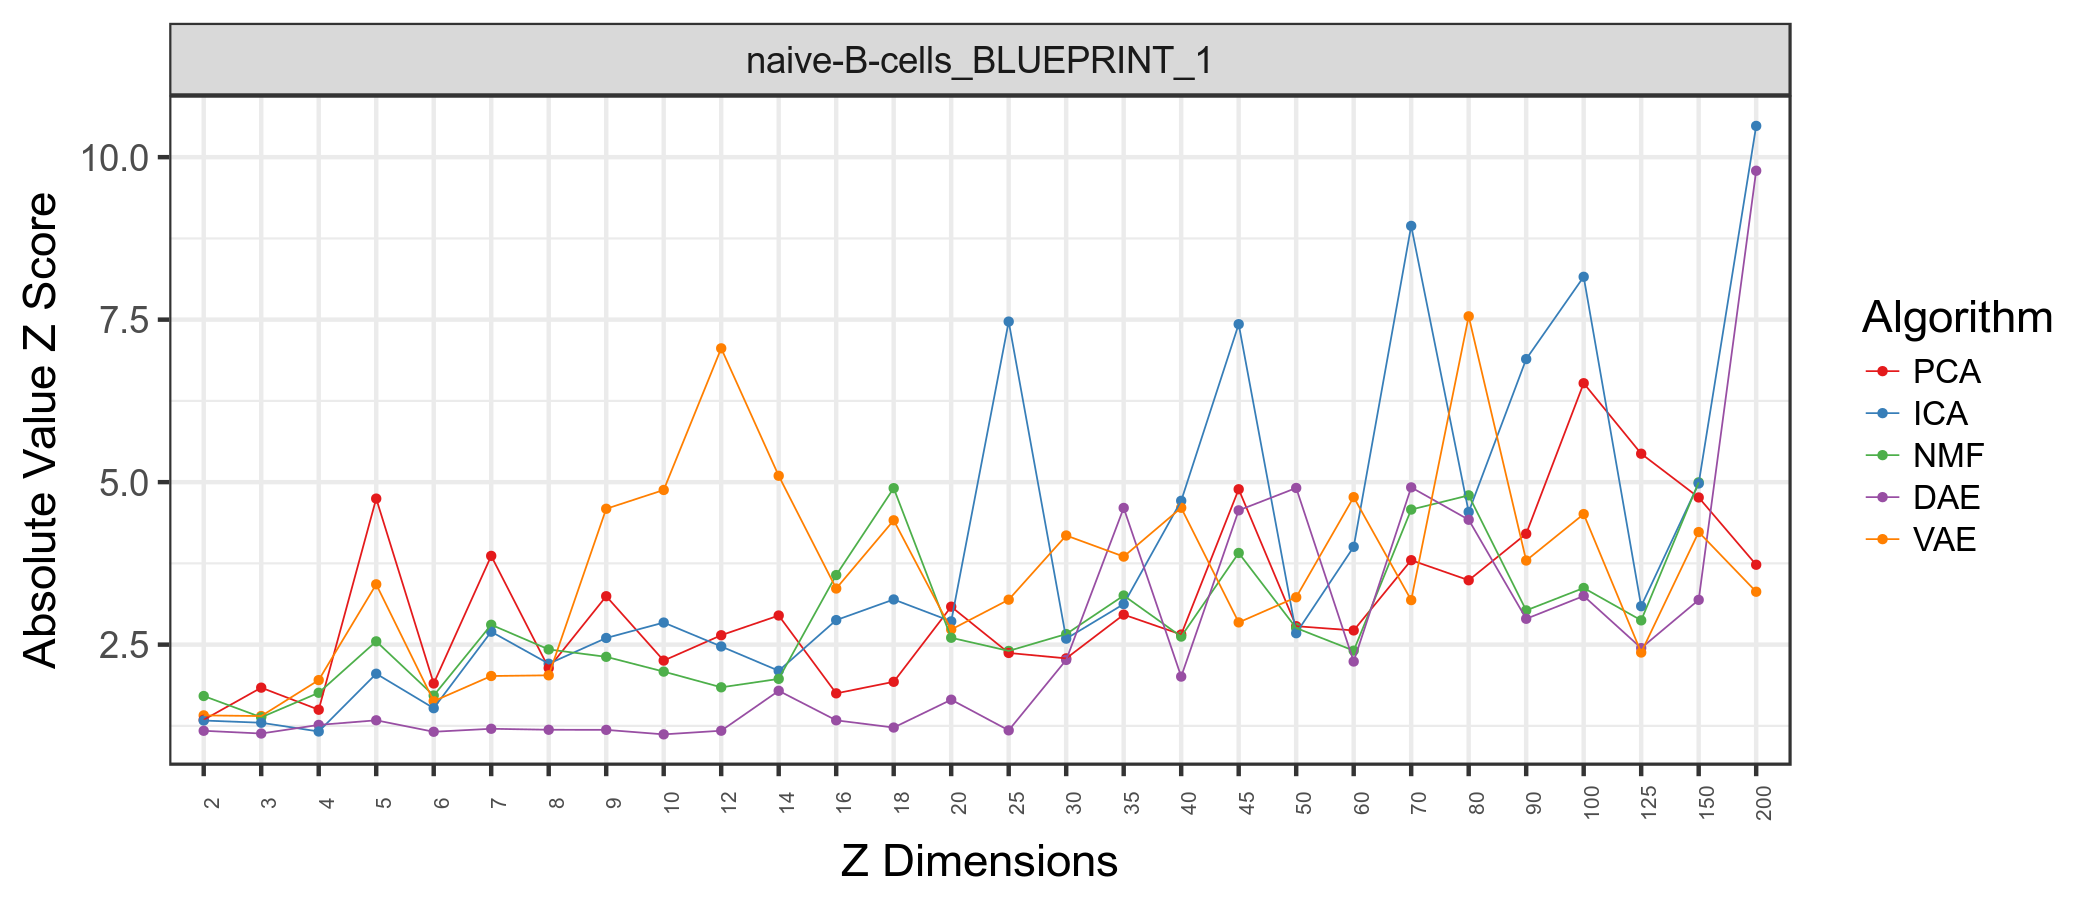 naive-B-cells_BLUEPRINT_1
Absolute Value Z Score
10.0
7.5
5.0
2.5
2 3 4 5 6 7 8 9 10 12 14 16 18 20 25 30 35 40 45 50 60 70 80 90 100 125 150 200
Z Dimensions
Algorithm
PCA
ICA
NMF
DAE
VAE